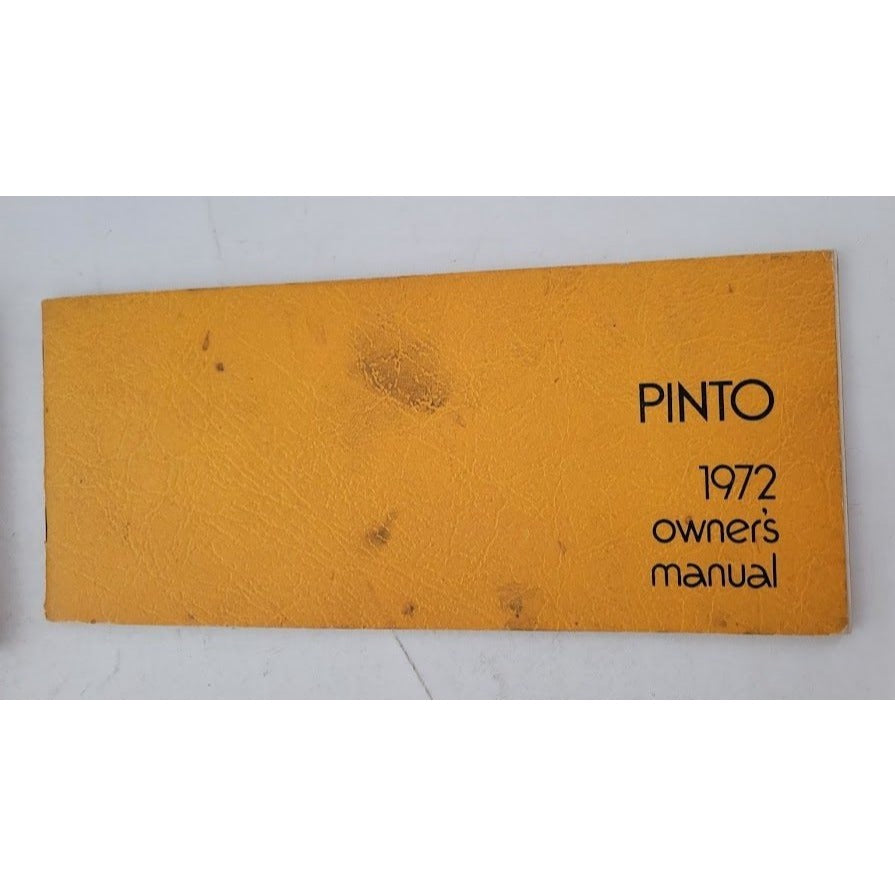 PINTO
1972
owner's
manual